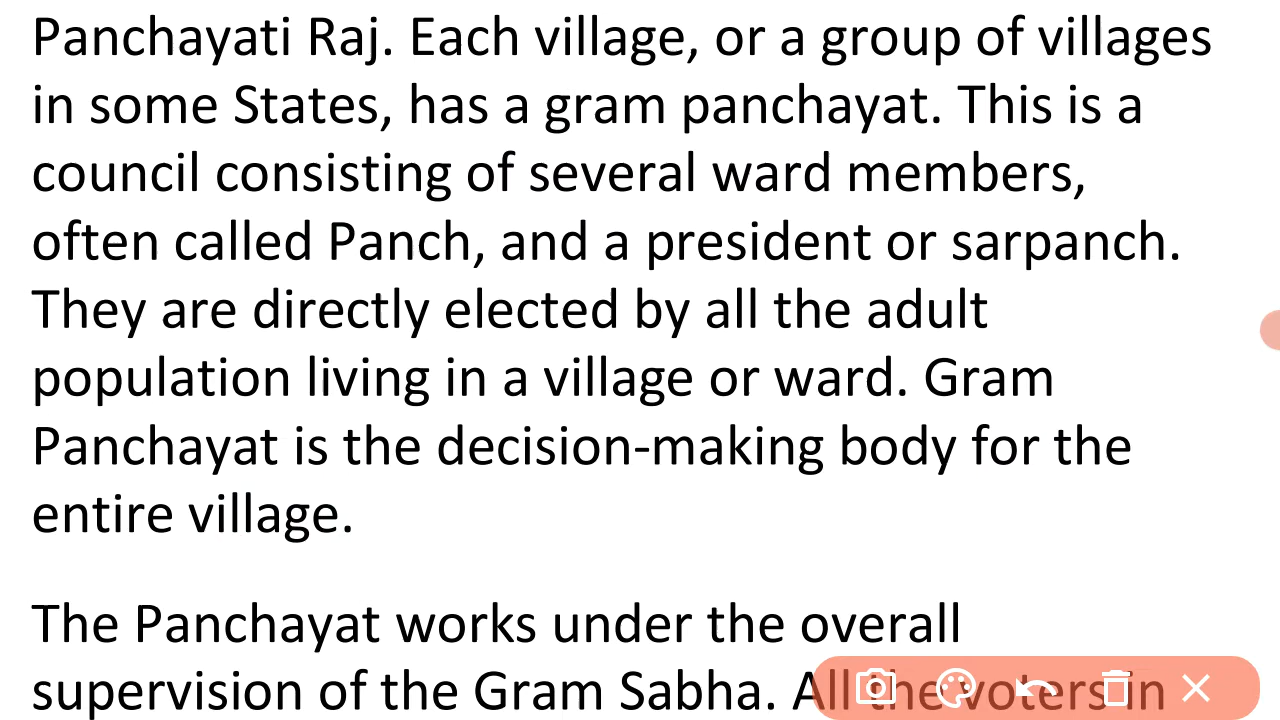 Panchayati Raj. Each village, or a group of villages
in some States, has a gram panchayat. This is a
council consisting of several ward members,
often called Panch, and a president or sarpanch.
They are directly elected by all the adult
population living in a village or ward. Gram
Panchayat is the decision-making body for the
entire village.
The Panchayat works under the overall
supervision of the Gram Sabha. All the voters in